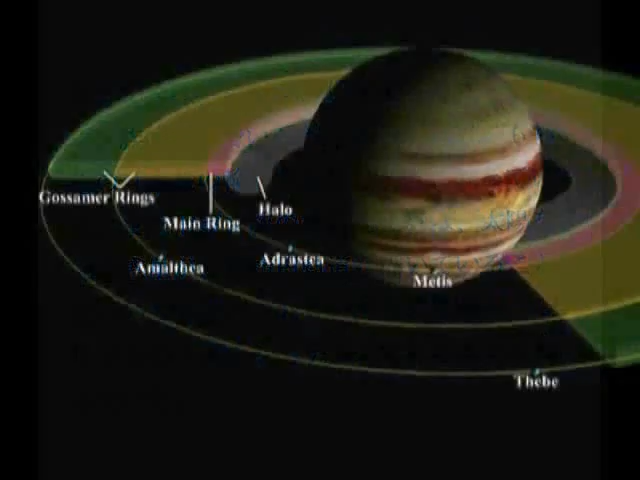 Gossamer Rings
Main Ring
Halo
Amalthea
Adrastea
Metis
Thebe